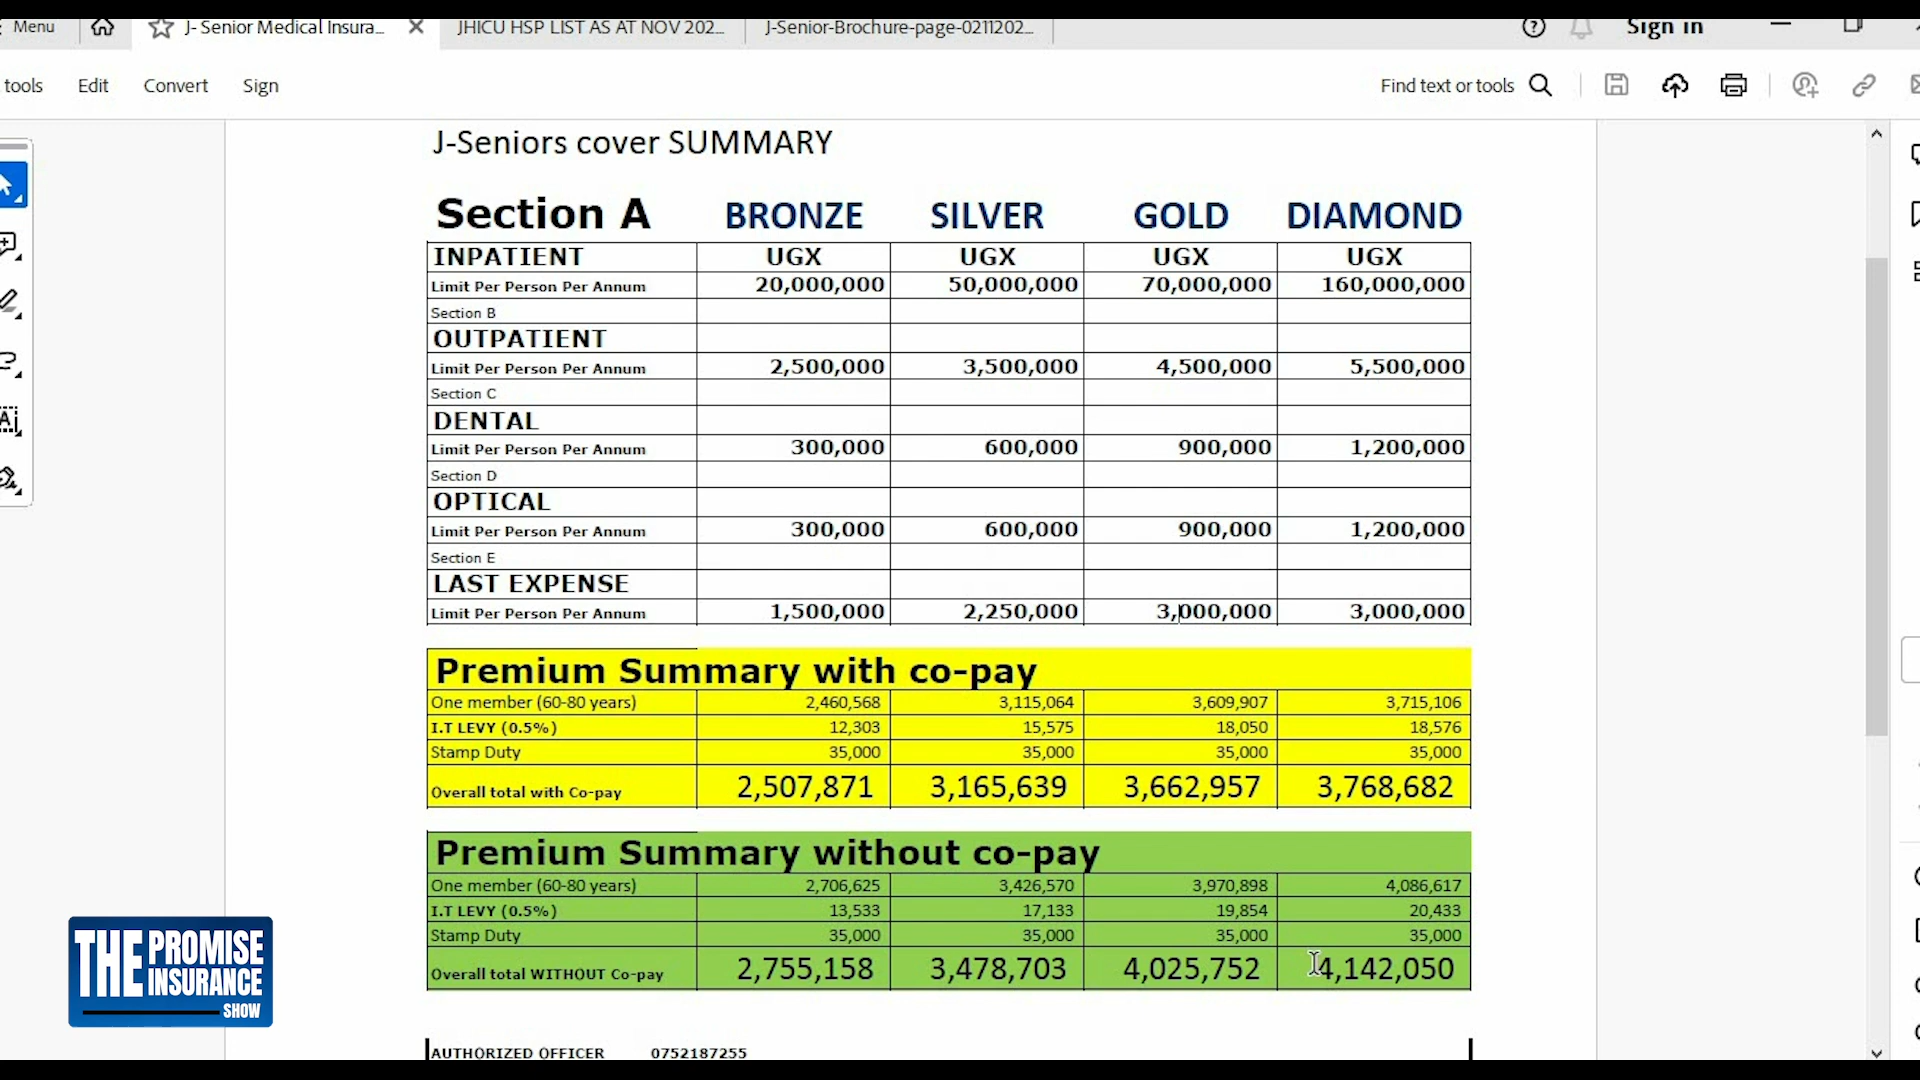 Menu J- Senior Medical Insura... JHICU HSP LIST AS AT NOV 202... J-Senior-Brochure-page-0211202... Sign in
tools Edit Convert Sign Find text or tools
J-Seniors cover SUMMARY
Section A BRONZE SILVER GOLD DIAMOND
INPATIENT UGX UGX UGX UGX
Limit Per Person Per Annum 20,000,000 50,000,000 70,000,000 160,000,000
Section B
OUTPATIENT
Limit Per Person Per Annum 2,500,000 3,500,000 4,500,000 5,500,000
Section C
DENTAL
Limit Per Person Per Annum 300,000 600,000 900,000 1,200,000
Section D
OPTICAL
Limit Per Person Per Annum 300,000 600,000 900,000 1,200,000
Section E
LAST EXPENSE
Limit Per Person Per Annum 1,500,000 2,250,000 3,000,000 3,000,000
Premium Summary with co-pay
One member (60-80 years) 2,460,568 3,115,064 3,609,907 3,715,106
I.T LEVY (0.5%) 12,303 15,575 18,050 18,576
Stamp Duty 35,000 35,000 35,000 35,000
Overall total with Co-pay 2,507,871 3,165,639 3,662,957 3,768,682
Premium Summary without co-pay
One member (60-80 years) 2,706,625 3,426,570 3,970,898 4,086,617
I.T LEVY (0.5%) 13,533 17,133 19,854 20,433
Stamp Duty 35,000 35,000 35,000 35,000
Overall total WITHOUT Co-pay 2,755,158 3,478,703 4,025,752 4,142,050
AUTHORIZED OFFICER 0752187255
THE PROMISE
INSURANCE
SHOW